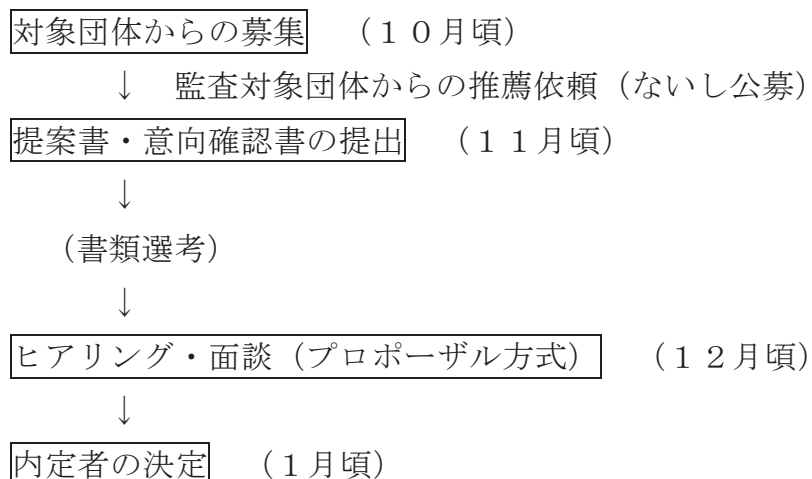 対象団体からの募集　（１０月頃）
↓　監査対象団体からの推薦依頼（ないし公募）
提案書・意向確認書の提出　（１１月頃）
↓
（書類選考）
↓
ヒアリング・面談（プロポーザル方式）　（１２月頃）
↓
内定者の決定　（１月頃）